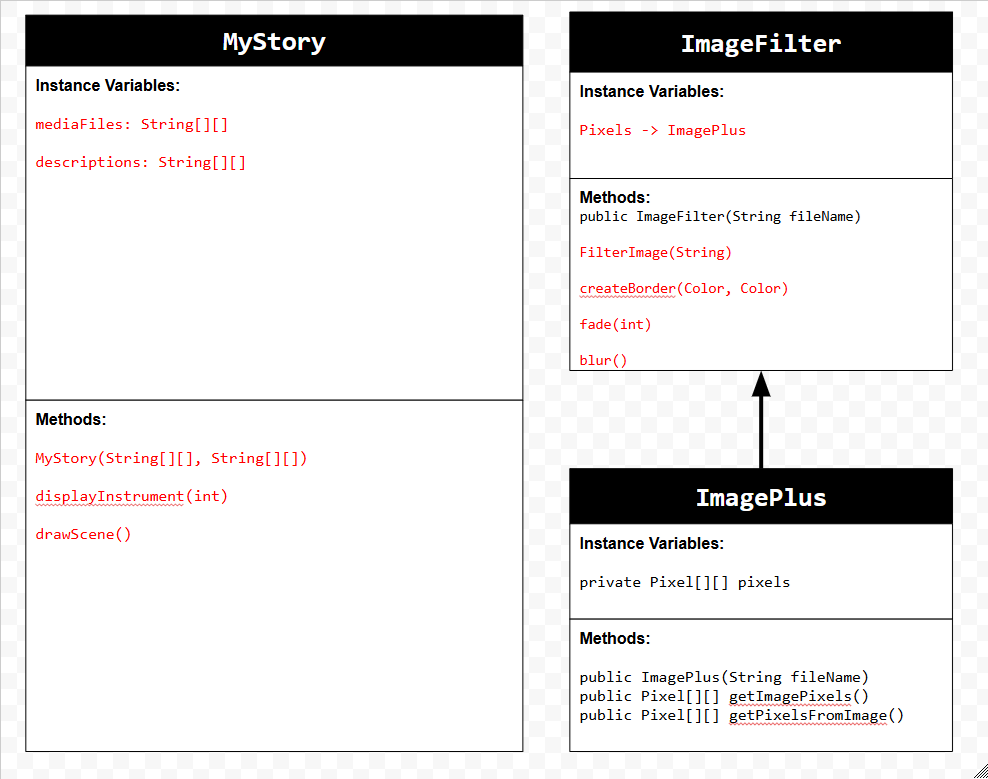 MyStory
Instance Variables:
mediaFiles: String[][]
descriptions: String[][]
Methods:
MyStory(String[][], String[][])
displayInstrument(int)
drawScene()
ImageFilter
Instance Variables:
Pixels -> ImagePlus
Methods:
public ImageFilter(String fileName)
FilterImage(String)
createBorder(Color, Color)
fade(int)
blur()
ImagePlus
Instance Variables:
private Pixel[][] pixels
Methods:
public ImagePlus(String fileName)
public Pixel[][] getImagePixels()
public Pixel[][] getPixelsFromImage()